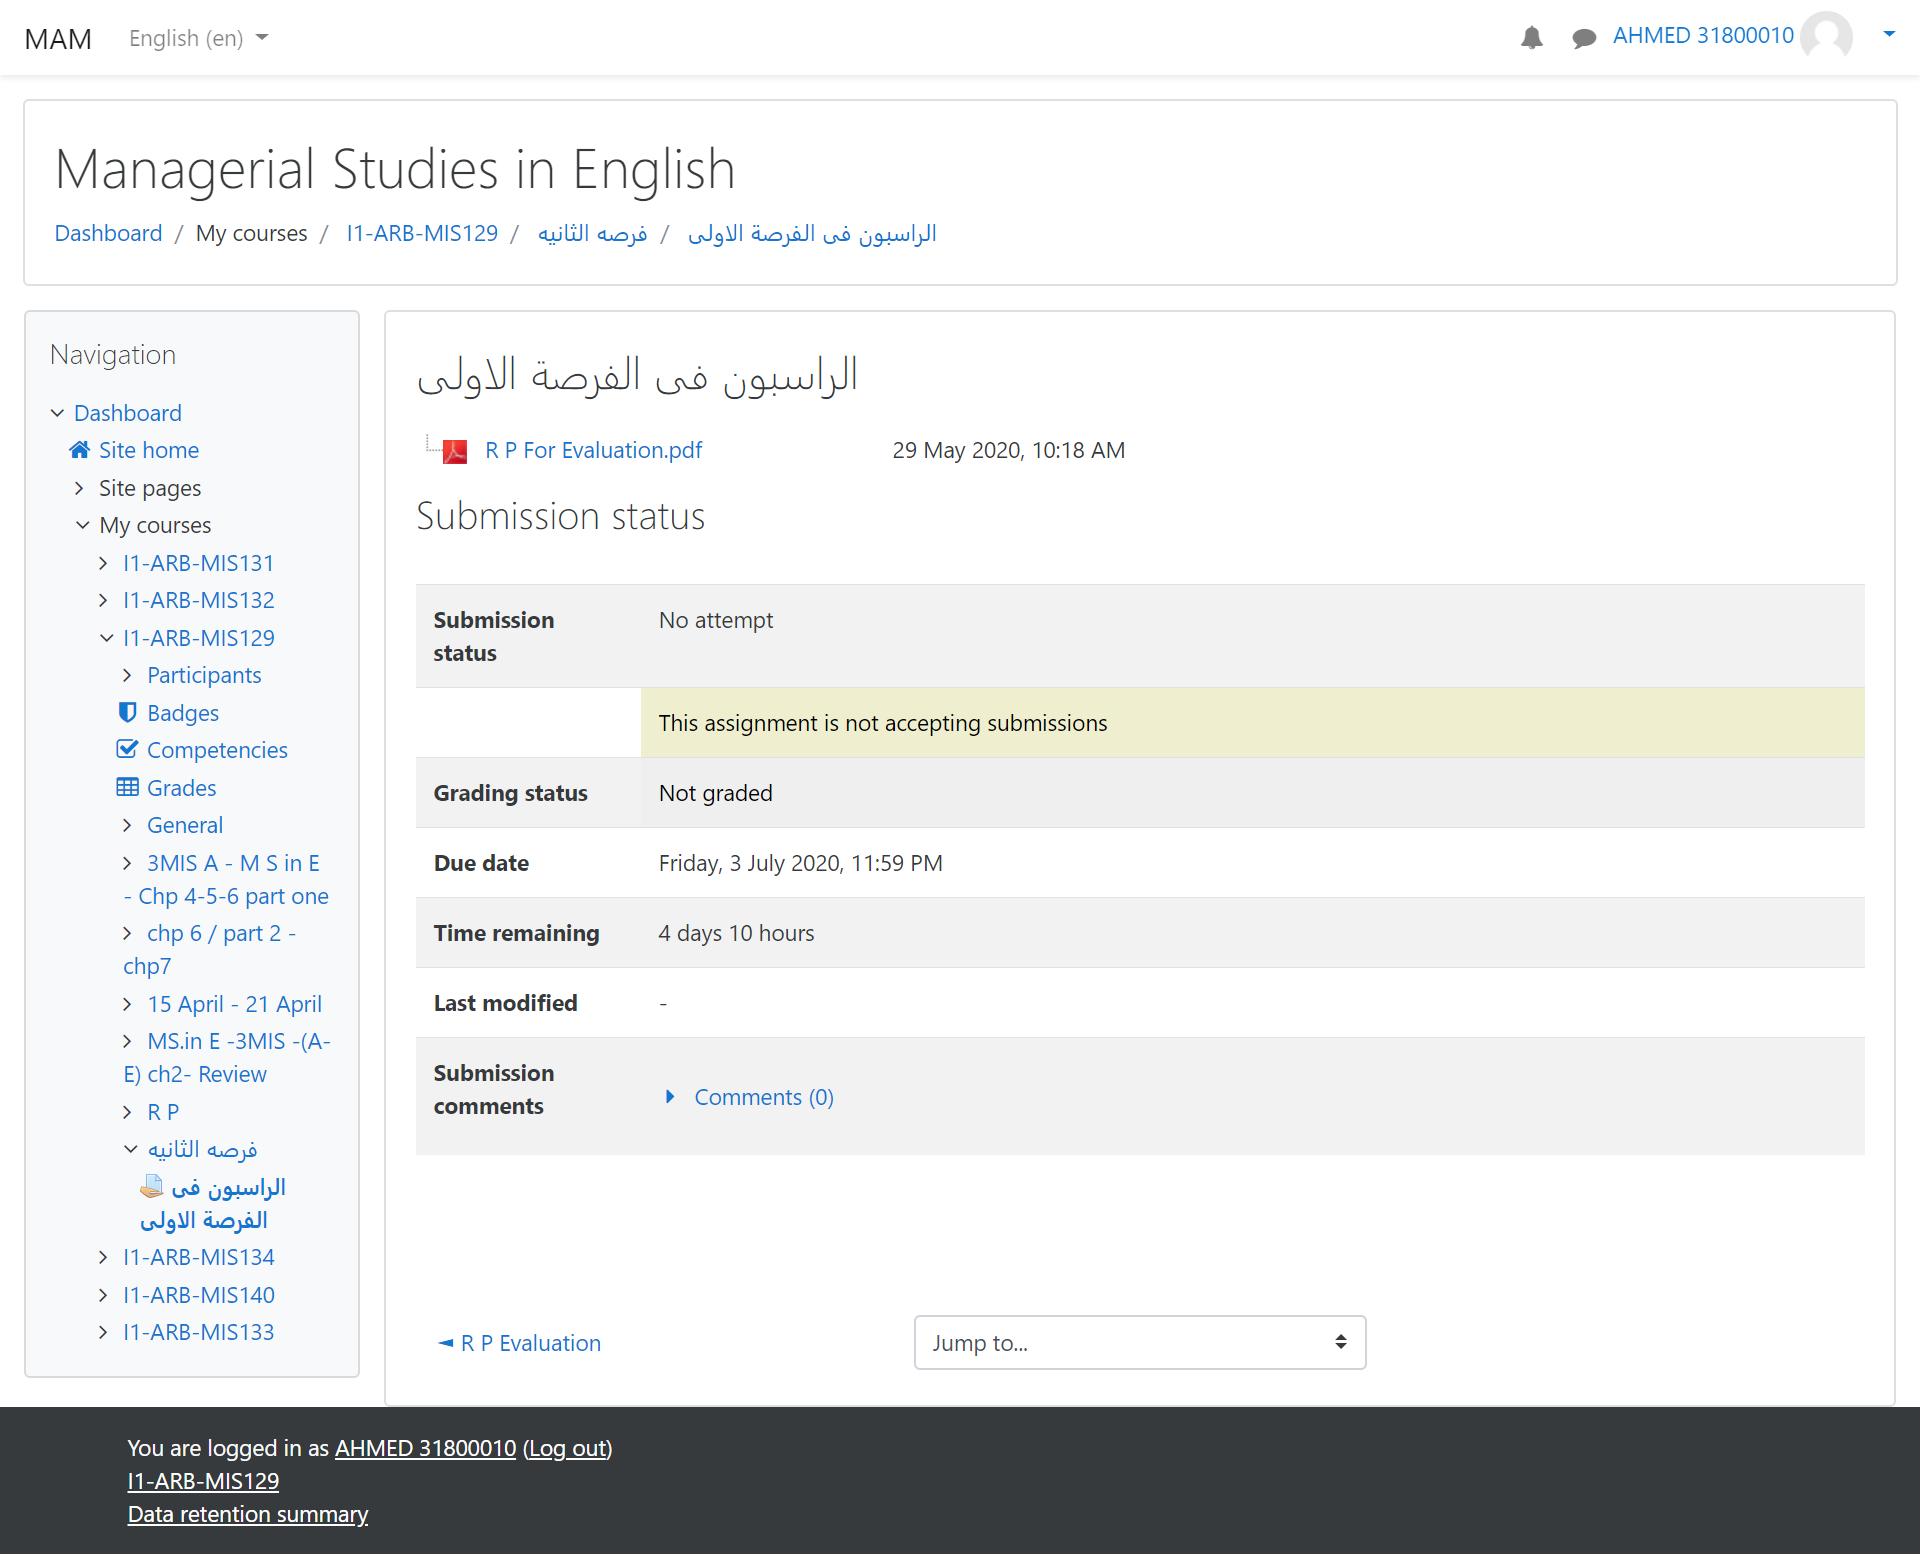 MAM English (en) AHMED 31800010
Managerial Studies in English
Dashboard / My courses / I1-ARB-MIS129 / فرصه الثانيه / الراسبون فى الفرصة الاولى
Navigation
Dashboard
Site home
Site pages
My courses
I1-ARB-MIS131
I1-ARB-MIS132
I1-ARB-MIS129
Participants
Badges
Competencies
Grades
General
3MIS A - M S in E
- Chp 4-5-6 part one
chp 6 / part 2 -
chp7
15 April - 21 April
MS.in E -3MIS -(A-
E) ch2- Review
R P
فرصه الثانيه
الراسبون فى
الفرصة الاولى
I1-ARB-MIS134
I1-ARB-MIS140
I1-ARB-MIS133
الراسبون فى الفرصة الاولى
R P For Evaluation.pdf 29 May 2020, 10:18 AM
Submission status
Submission
status
No attempt
This assignment is not accepting submissions
Grading status Not graded
Due date Friday, 3 July 2020, 11:59 PM
Time remaining 4 days 10 hours
Last modified -
Submission
comments
Comments (0)
◄ R P Evaluation Jump to...
You are logged in as AHMED 31800010 (Log out)
I1-ARB-MIS129
Data retention summary